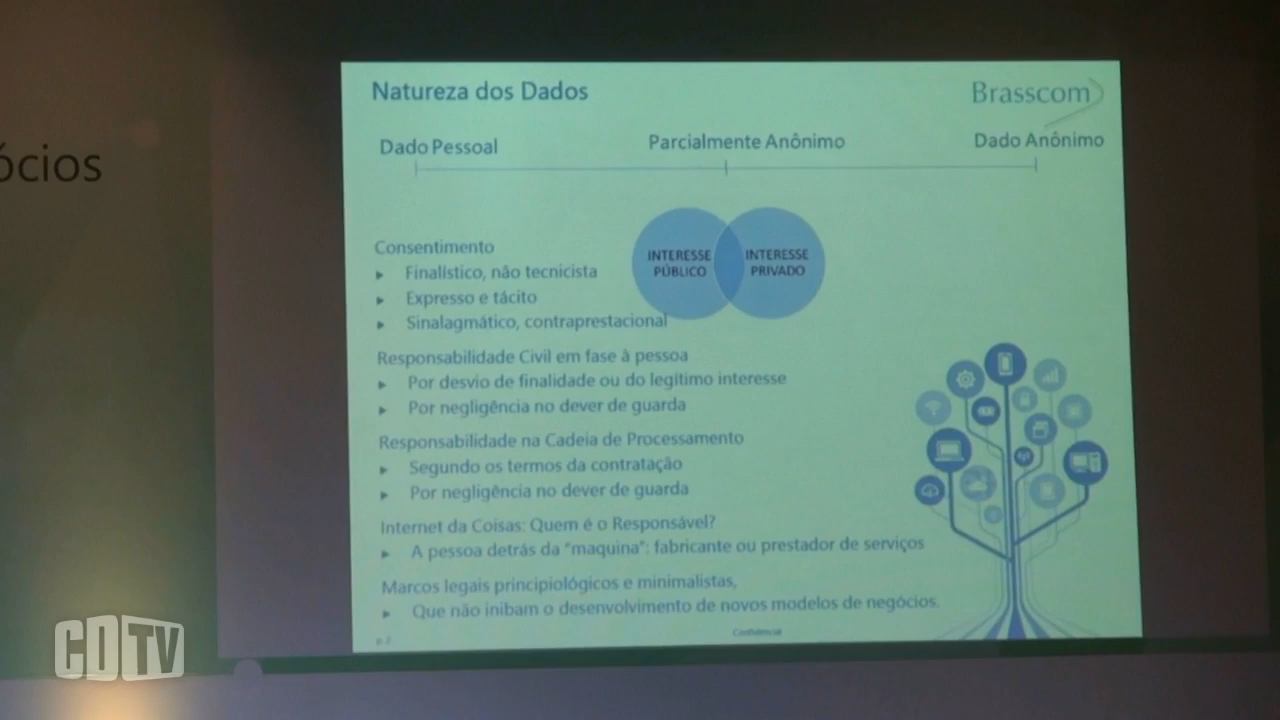 ócios
Natureza dos Dados
Brasscom
Dado Pessoal
Parcialmente Anônimo
Dado Anônimo
INTERESSE
PÚBLICO
INTERESSE
PRIVADO
Consentimento
Finalístico, não tecnicista
Expresso e tácito
Sinalagmático, contraprestacional
Responsabilidade Civil em fase à pessoa
Por desvio de finalidade ou do legítimo interesse
Por negligência no dever de guarda
Responsabilidade na Cadeia de Processamento
Segundo os termos da contratação
Por negligência no dever de guarda
Internet da Coisas: Quem é o Responsável?
A pessoa detrás da "maquina": fabricante ou prestador de serviços
Marcos legais principiológicos e minimalistas,
Que não inibam o desenvolvimento de novos modelos de negócios.
p.2
Confidencial
CDTV